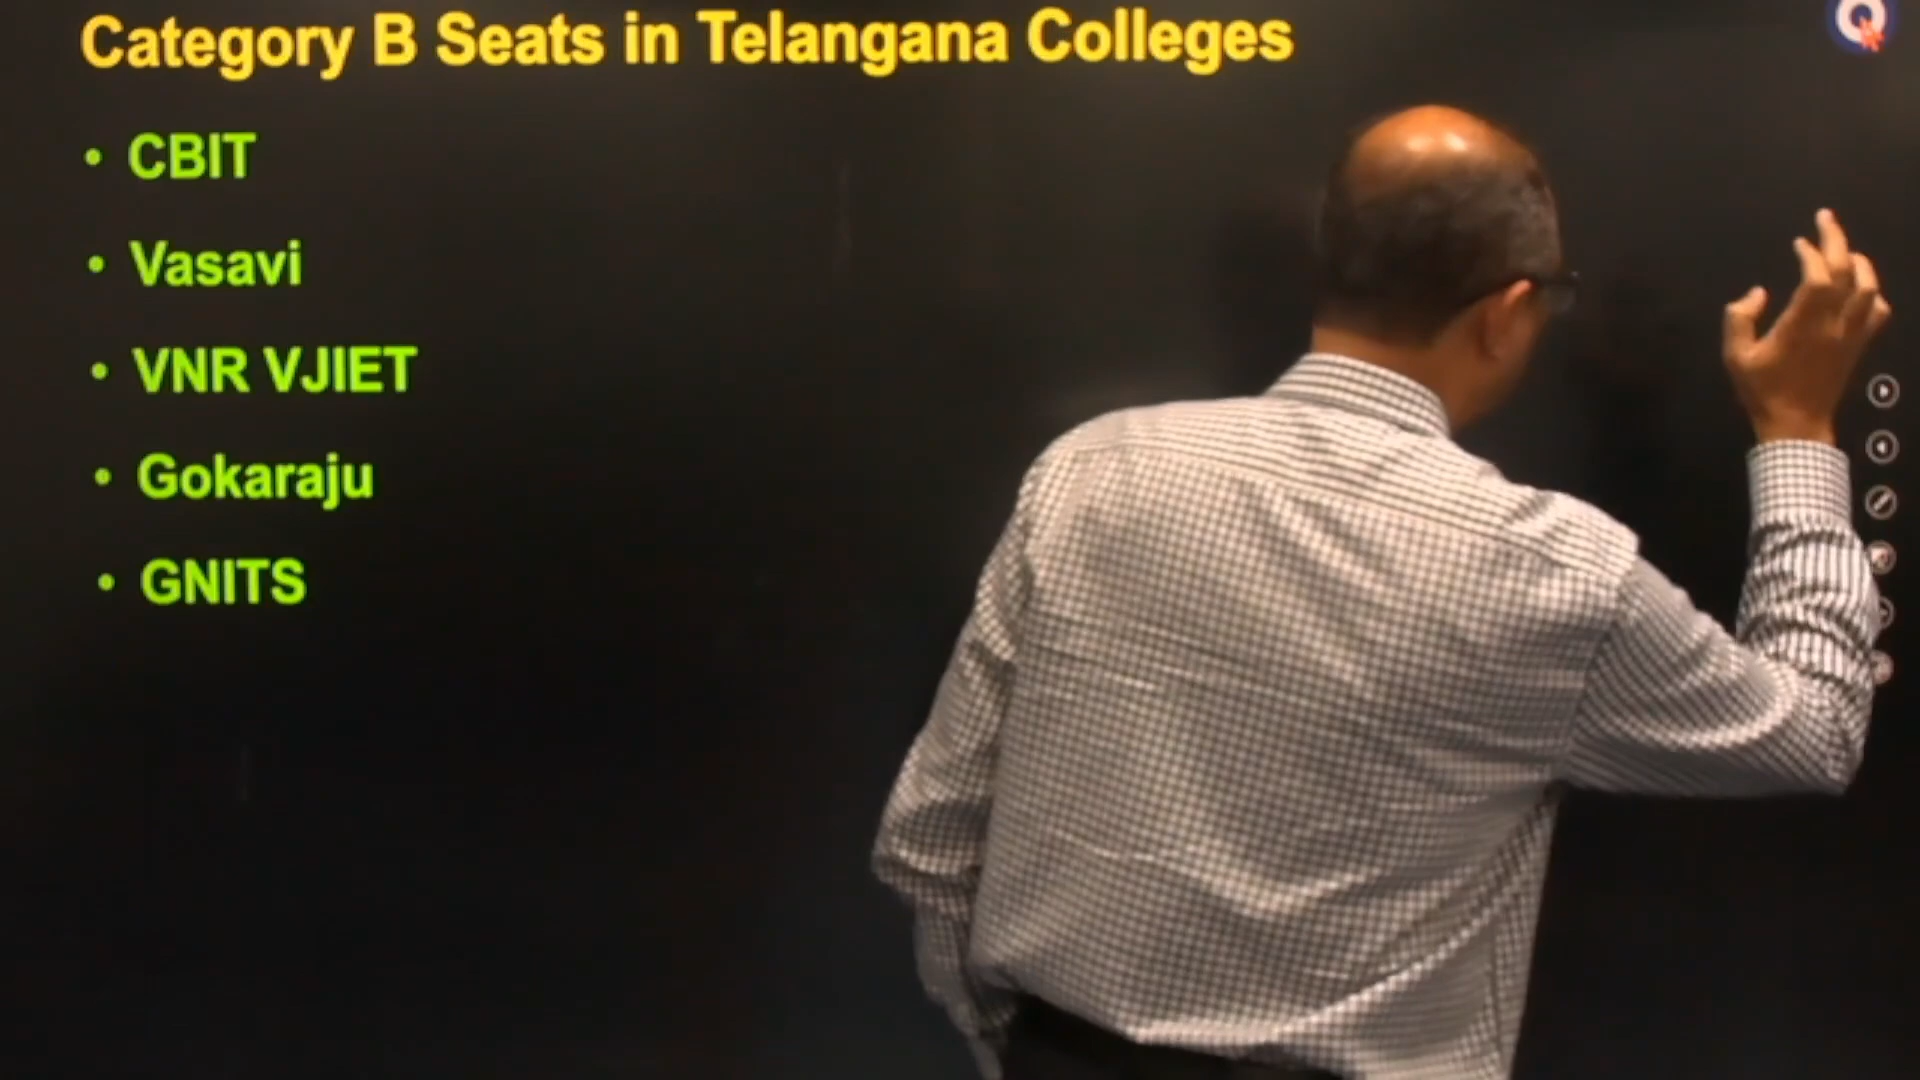 Category B Seats in Telangana Colleges
• CBIT
• Vasavi
• VNR VJIET
• Gokaraju
• GNITS